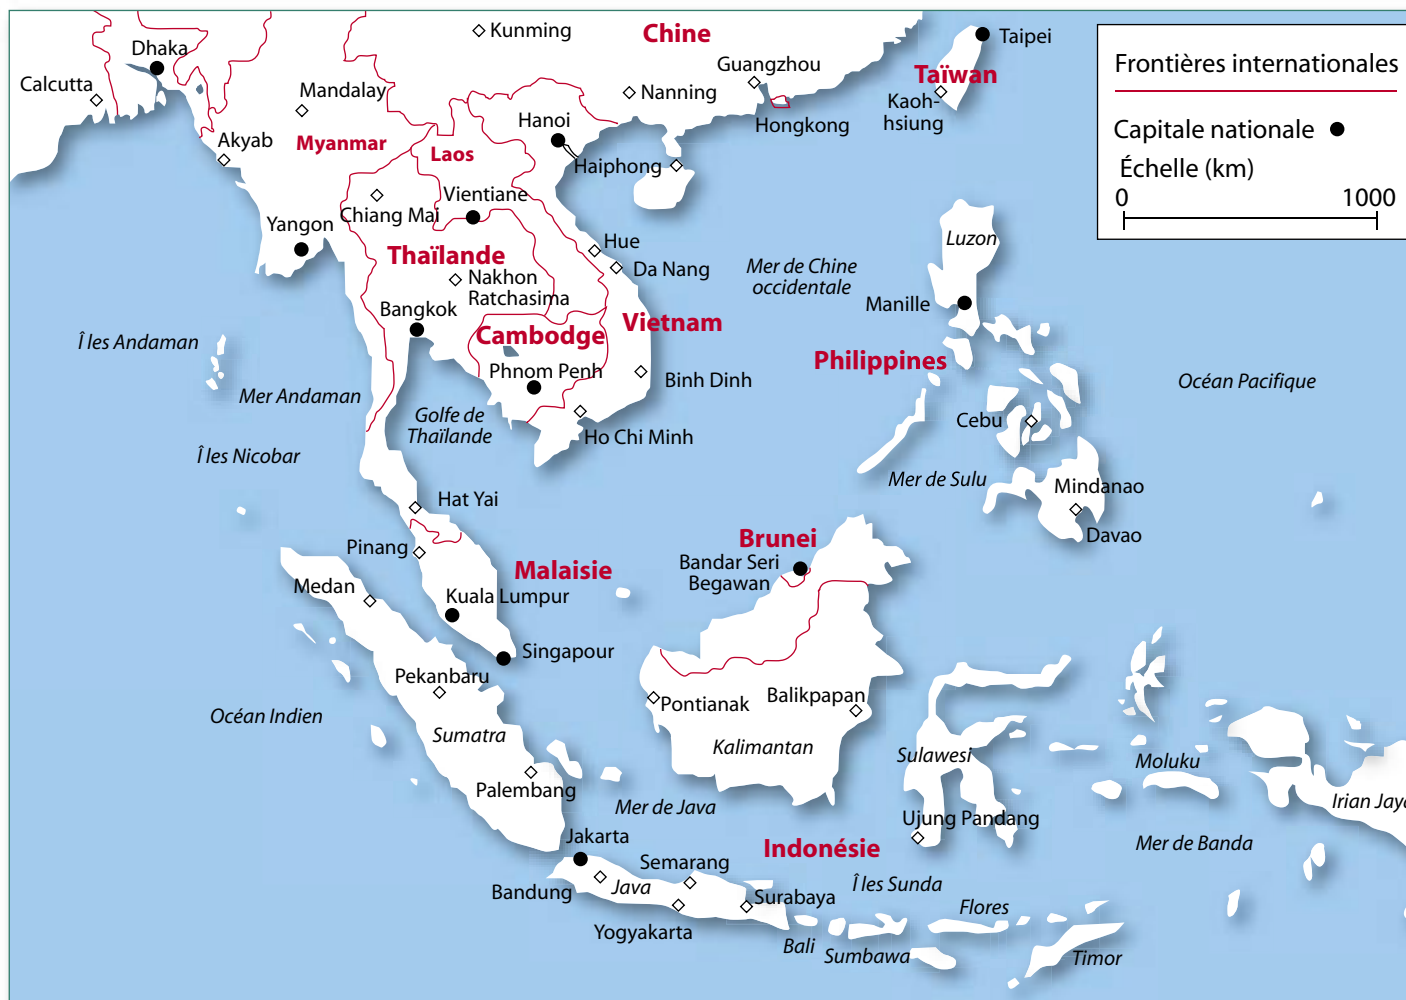 Kunming
Chine
Taipei
Dhaka
Calcutta
Mandalay
Guangzhou
Taïwan
Nanning
Kaoh-
hsiung
Hongkong
Frontières internationales
Capitale nationale
Échelle (km)
0
1000
Akyab
Myanmar
Laos
Hanoi
Haiphong
Vientiane
Chiang Mai
Yangon
Thaïlande
Hue
Da Nang
Nakhon
Ratchasima
Bangkok
Mer de Chine
occidentale
Luzon
Manille
Cambodge
Vietnam
Philippines
Î les Andaman
Phnom Penh
Binh Dinh
Océan Pacifique
Mer Andaman
Golfe de
Thaïlande
Ho Chi Minh
Cebu
Î les Nicobar
Mer de Sulu
Mindanao
Hat Yai
Davao
Pinang
Malaisie
Brunei
Bandar Seri
Begawan
Medan
Kuala Lumpur
Singapour
Pekanbaru
Pontianak
Balikpapan
Océan Indien
Sumatra
Kalimantan
Sulawesi
Moluku
Palembang
Mer de Java
Irian Jaya
Ujung Pandang
Jakarta
Indonésie
Mer de Banda
Semarang
Bandung
Java
Surabaya
Î les Sunda
Flores
Yogyakarta
Bali
Sumbawa
Timor